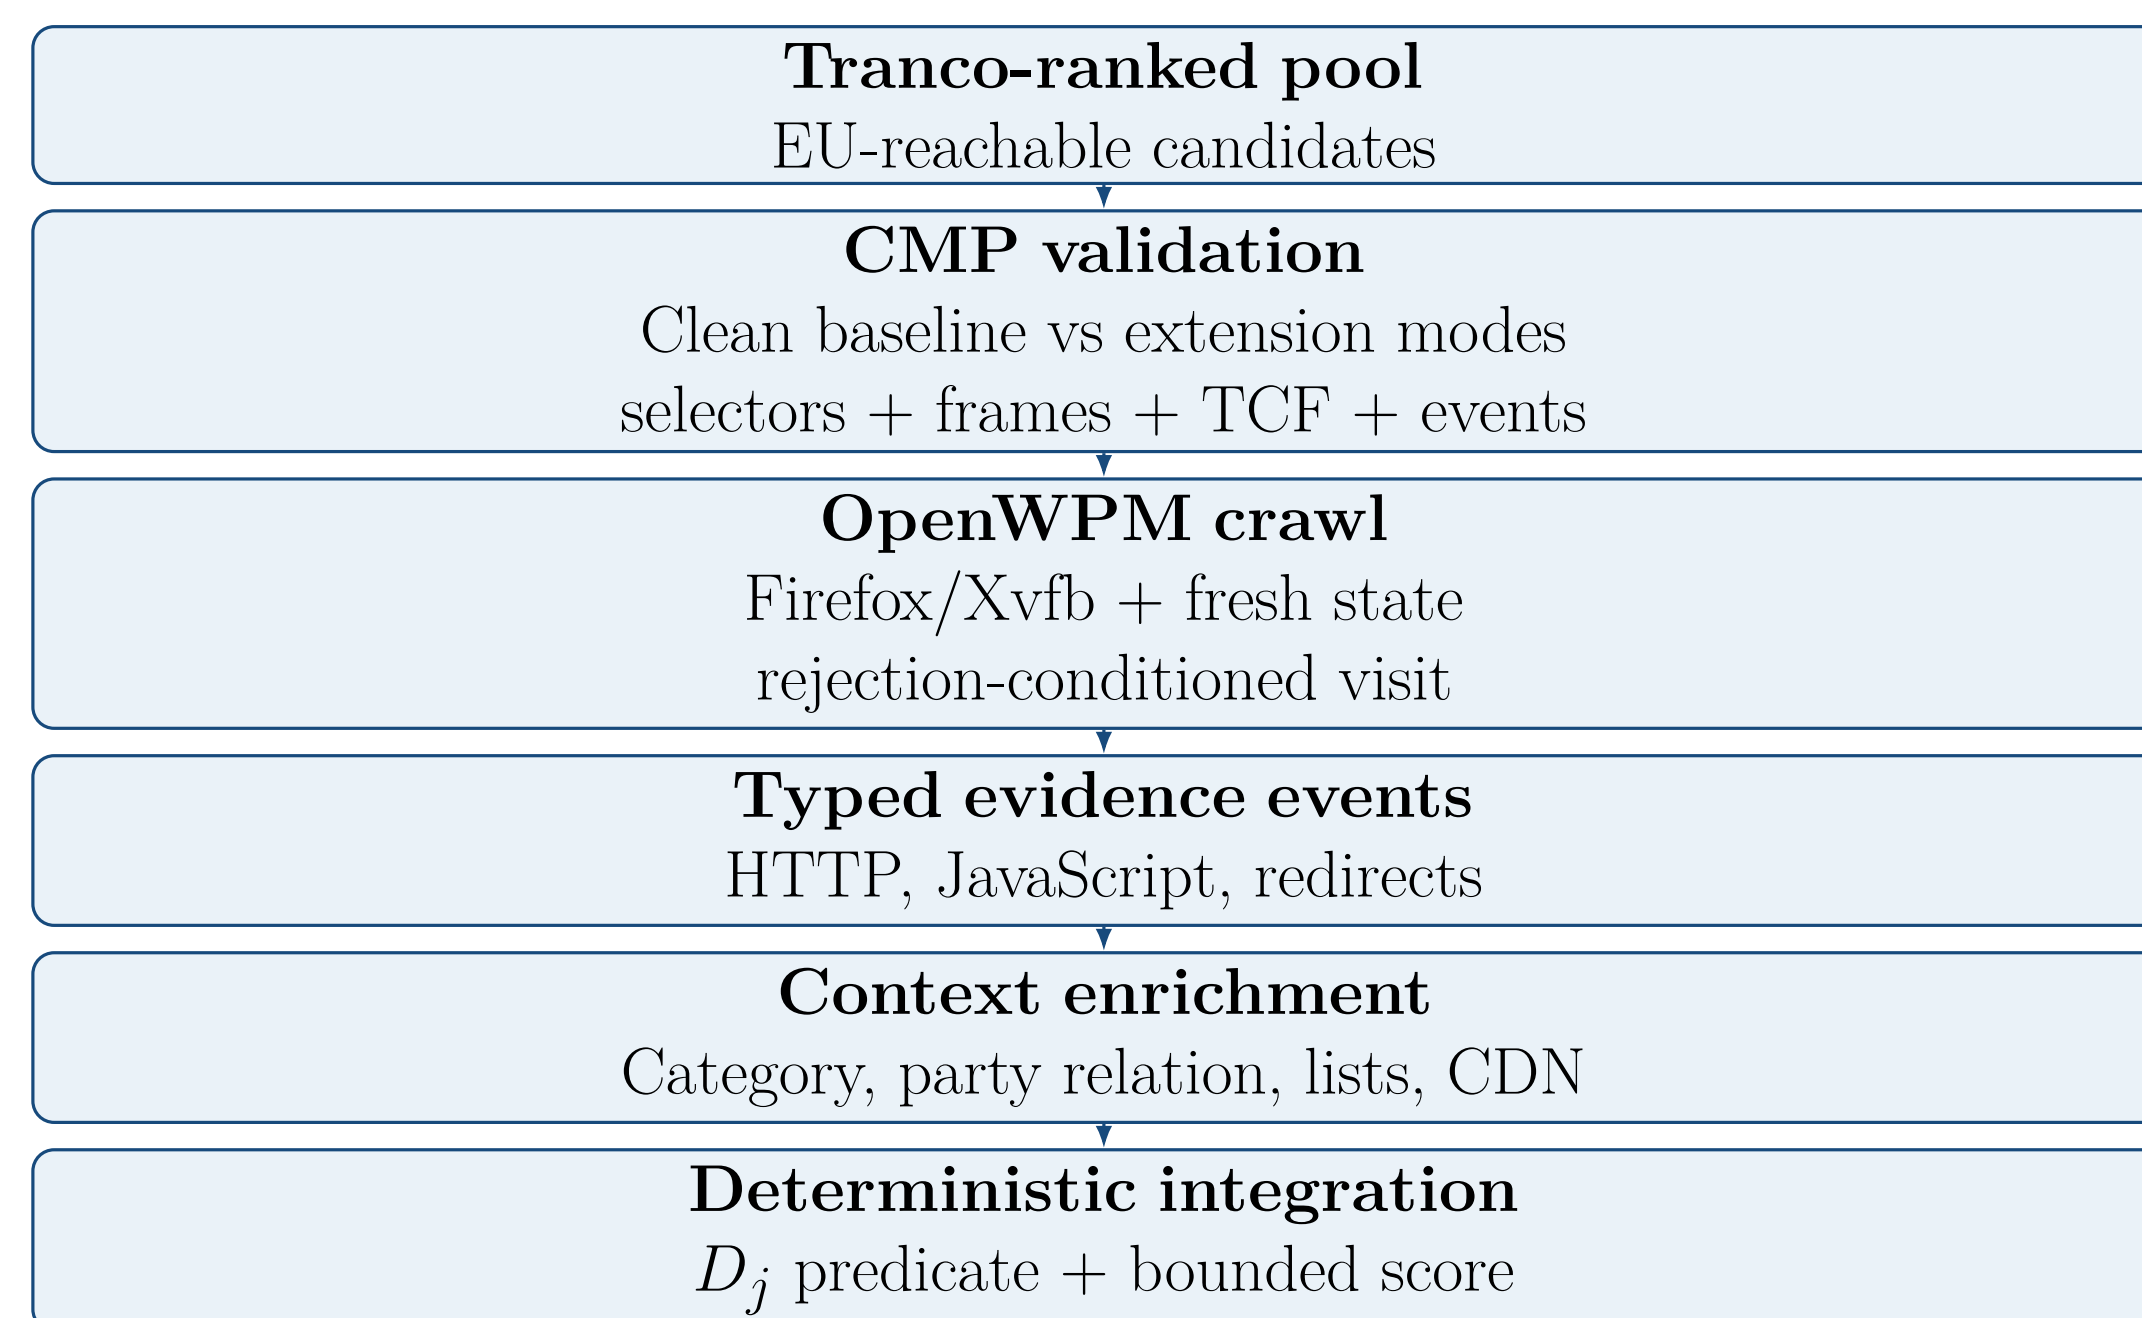 Tranco-ranked pool
EU-reachable candidates
CMP validation
Clean baseline vs extension modes
selectors + frames + TCF + events
OpenWPM crawl
Firefox/Xvfb + fresh state
rejection-conditioned visit
Typed evidence events
HTTP, JavaScript, redirects
Context enrichment
Category, party relation, lists, CDN
Deterministic integration
D_j predicate + bounded score